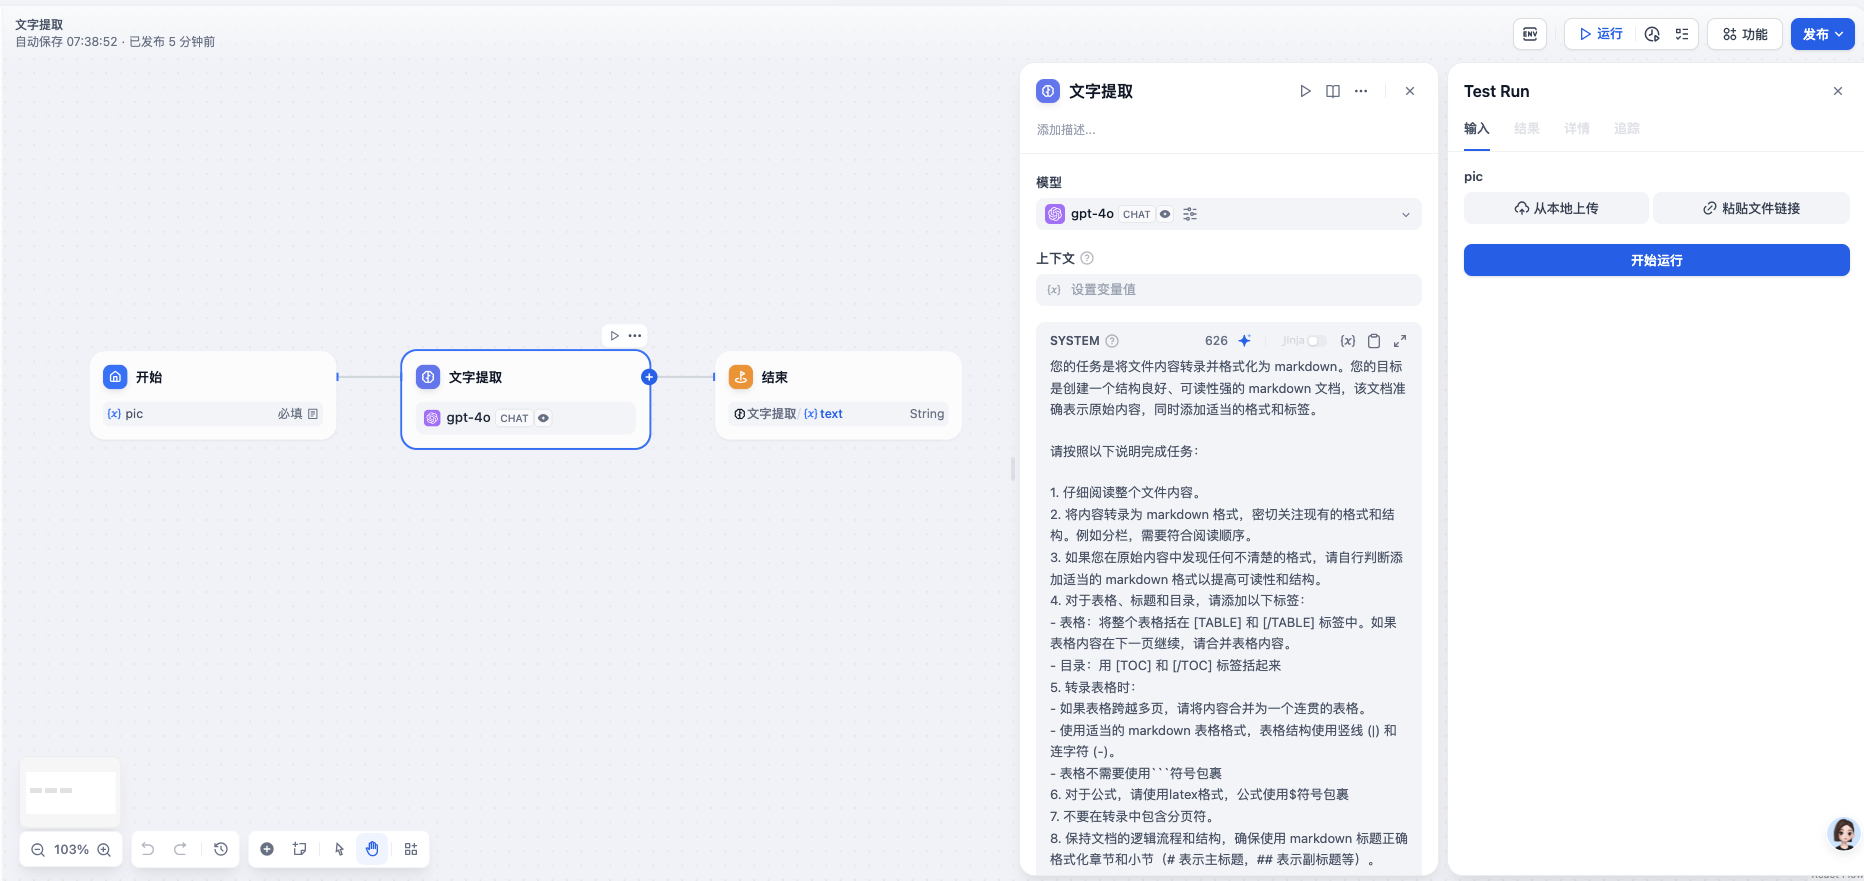 文字提取
自动保存 07:38:52 · 已发布 5 分钟前
ENV
运行
功能
发布
开始
{x} pic 必填
文字提取
gpt-4o CHAT
结束
文字提取 / {x} text String
103%
文字提取
添加描述...
模型
gpt-4o CHAT
上下文
{x} 设置变量值
SYSTEM 626 Jinja {x}
您的任务是将文件内容转录并格式化为 markdown。您的目标
是创建一个结构良好、可读性强的 markdown 文档，该文档准
确表示原始内容，同时添加适当的格式和标签。
请按照以下说明完成任务：
1. 仔细阅读整个文件内容。
2. 将内容转录为 markdown 格式，密切关注现有的格式和结
构。例如分栏，需要符合阅读顺序。
3. 如果您在原始内容中发现任何不清楚的格式，请自行判断添
加适当的 markdown 格式以提高可读性和结构。
4. 对于表格、标题和目录，请添加以下标签：
- 表格：将整个表格括在 [TABLE] 和 [/TABLE] 标签中。如果
表格内容在下一页继续，请合并表格内容。
- 目录：用 [TOC] 和 [/TOC] 标签括起来
5. 转录表格时：
- 如果表格跨越多页，请将内容合并为一个连贯的表格。
- 使用适当的 markdown 表格格式，表格结构使用竖线 (|) 和
连字符 (-)。
- 表格不需要使用```符号包裹
6. 对于公式，请使用latex格式，公式使用$符号包裹
7. 不要在转录中包含分页符。
8. 保持文档的逻辑流程和结构，确保使用 markdown 标题正确
格式化章节和小节（# 表示主标题，## 表示副标题等）。
Test Run
输入 结果 详情 追踪
pic
从本地上传 粘贴文件链接
开始运行